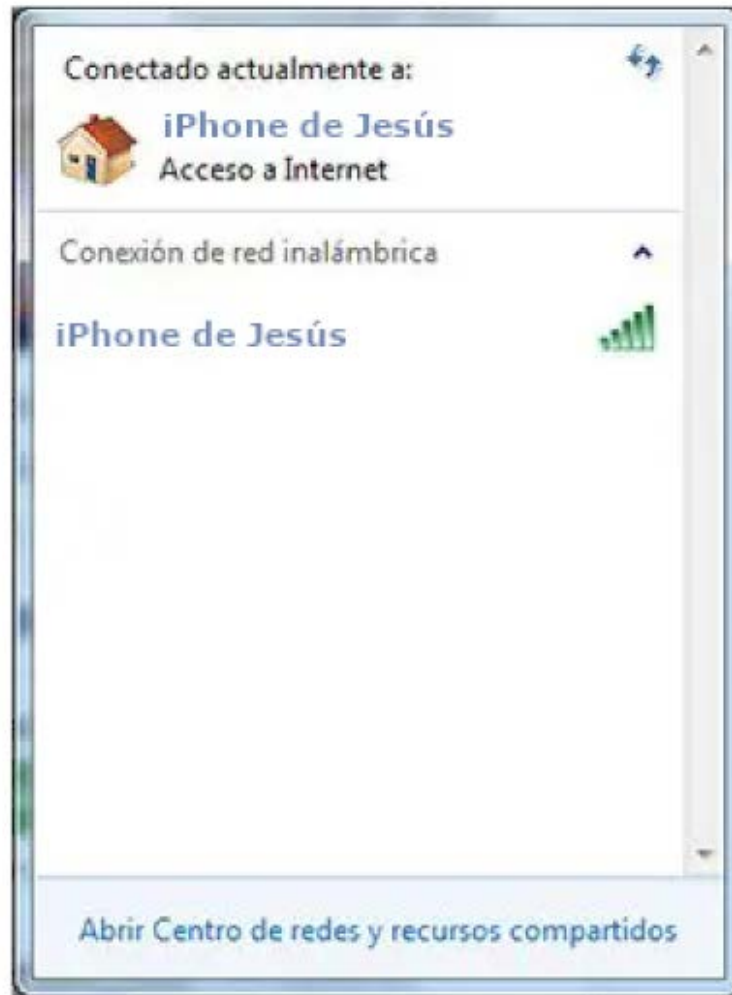 Conectado actualmente a:
iPhone de Jesús
Acceso a Internet
Conexión de red inalámbrica
iPhone de Jesús
Abrir Centro de redes y recursos compartidos